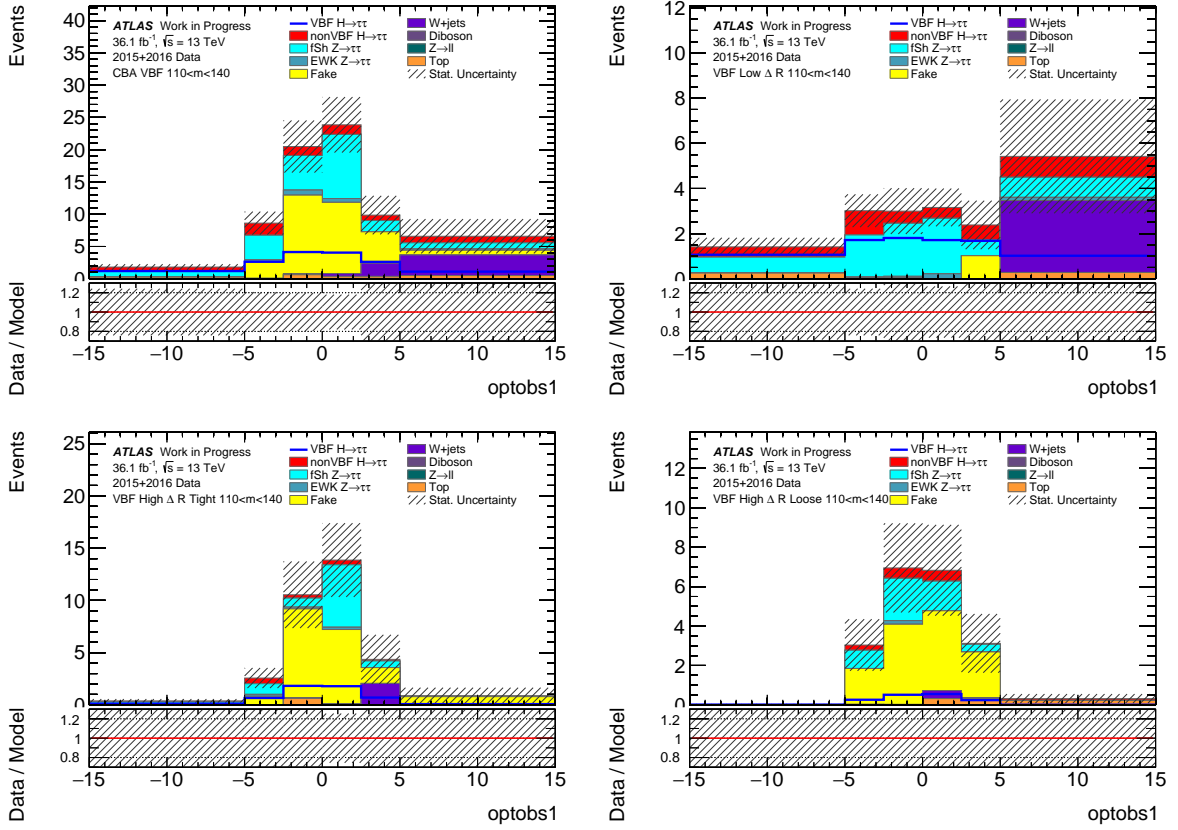 Events
40
35
30
25
20
15
10
5
0
ATLAS Work in Progress
36.1 fb⁻¹, √s = 13 TeV
2015+2016 Data
CBA VBF 110<m<140
VBF H→ττ
nonVBF H→ττ
fSh Z→ττ
EWK Z→ττ
Fake
W+jets
Diboson
Z→ll
Top
Stat. Uncertainty
Data / Model
1.2
1
0.8
−15 −10 −5 0 5 10 15
optobs1
Events
12
10
8
6
4
2
0
ATLAS Work in Progress
36.1 fb⁻¹, √s = 13 TeV
2015+2016 Data
VBF Low Δ R 110<m<140
VBF H→ττ
nonVBF H→ττ
fSh Z→ττ
EWK Z→ττ
Fake
W+jets
Diboson
Z→ll
Top
Stat. Uncertainty
Data / Model
1.2
1
0.8
−15 −10 −5 0 5 10 15
optobs1
Events
25
20
15
10
5
0
ATLAS Work in Progress
36.1 fb⁻¹, √s = 13 TeV
2015+2016 Data
VBF High Δ R Tight 110<m<140
VBF H→ττ
nonVBF H→ττ
fSh Z→ττ
EWK Z→ττ
Fake
W+jets
Diboson
Z→ll
Top
Stat. Uncertainty
Data / Model
1.2
1
0.8
−15 −10 −5 0 5 10 15
optobs1
Events
12
10
8
6
4
2
0
ATLAS Work in Progress
36.1 fb⁻¹, √s = 13 TeV
2015+2016 Data
VBF High Δ R Loose 110<m<140
VBF H→ττ
nonVBF H→ττ
fSh Z→ττ
EWK Z→ττ
Fake
W+jets
Diboson
Z→ll
Top
Stat. Uncertainty
Data / Model
1.2
1
0.8
−15 −10 −5 0 5 10 15
optobs1